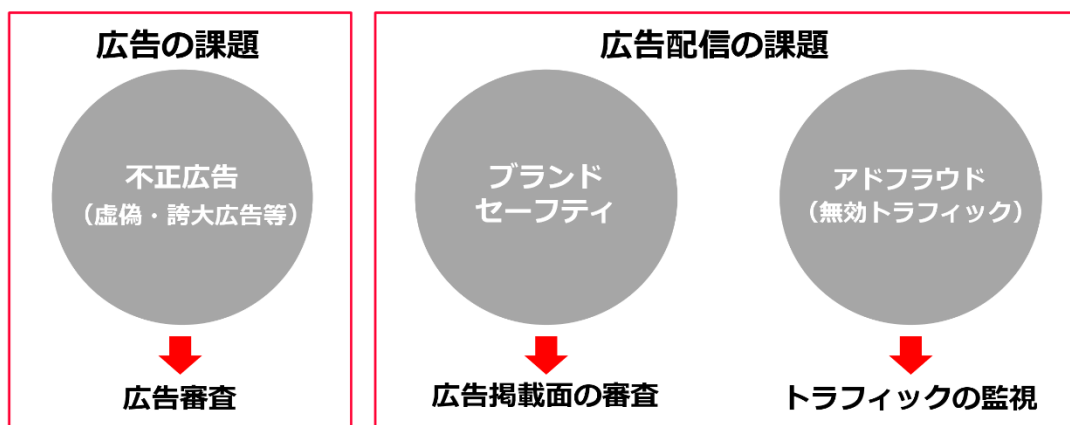 広告の課題
不正広告
（虚偽・誇大広告等）
広告審査
広告配信の課題
ブランド
セーフティ
広告掲載面の審査
アドフラウド
（無効トラフィック）
トラフィックの監視